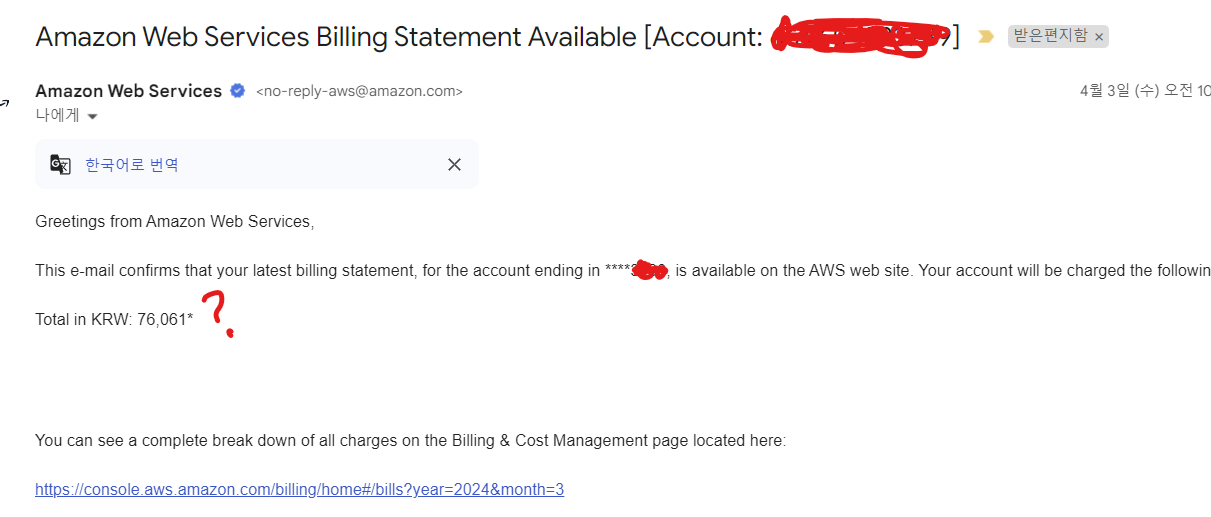 Amazon Web Services Billing Statement Available [Account: 9] 받은편지함 ×
Amazon Web Services <no-reply-aws@amazon.com> 4월 3일 (수) 오전 10
나에게
한국어로 번역
Greetings from Amazon Web Services,
This e-mail confirms that your latest billing statement, for the account ending in ****, is available on the AWS web site. Your account will be charged the followin
Total in KRW: 76,061* ?
You can see a complete break down of all charges on the Billing & Cost Management page located here:
https://console.aws.amazon.com/billing/home#/bills?year=2024&month=3